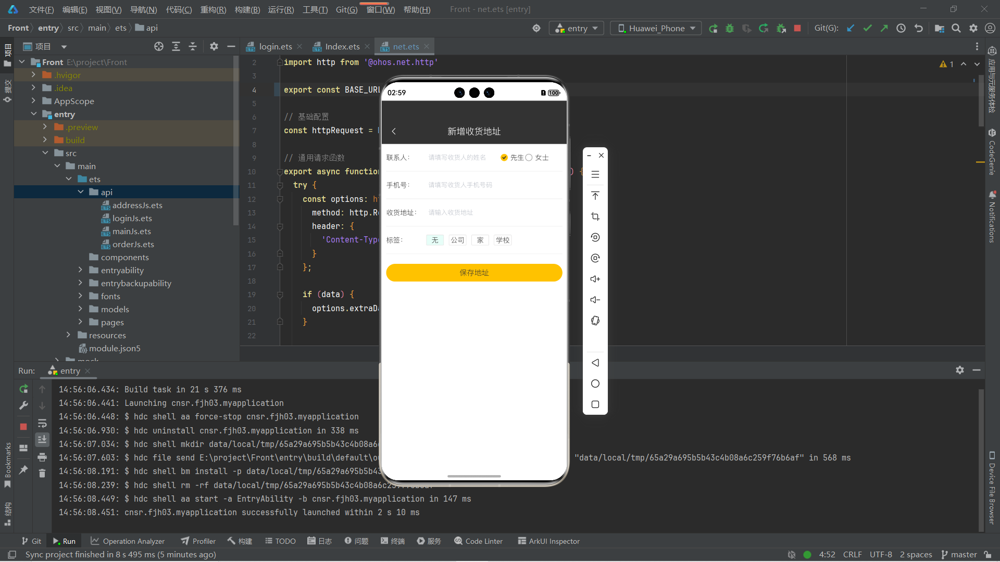 文件(F) 编辑(E) 视图(V) 导航(N) 代码(C) 重构(R) 构建(B) 运行(R) 工具(T) Git(G) 窗口(W) 帮助(H) Front - net.ets [entry]
Front entry src main ets api entry Huawei_Phone Git(G):
项目
login.ets Index.ets net.ets
项目
提交
Bookmarks
结构
Front E:\project\Front
.hvigor
.idea
AppScope
entry
.preview
build
src
main
ets
api
addressJs.ets
loginJs.ets
mainJs.ets
orderJs.ets
components
entryability
entrybackupability
fonts
models
pages
resources
module.json5
mock
2 import http from '@ohos.net.http'
3
4 export const BASE_URL
5
6 // 基础配置
7 const httpRequest =
8
9 // 通用请求函数
10 export async function ) {
11 try {
12 const options: ht
13 method: http.Re
14 header: {
15 'Content-Type
16 }
17 };
18
19 if (data) {
20 options.extraDa
21 }
22
1
02:59 100
新增收货地址
联系人: 请填写收货人的姓名 先生 女士
手机号: 请填写收货人手机号码
收货地址: 请输入收货地址
标签: 无 公司 家 学校
保存地址
应用与元服务体检
CodeGenie
Notifications
Device File Browser
Run: entry
14:56:06.434: Build task in 21 s 376 ms
14:56:06.441: Launching cnsr.fjh03.myapplication
14:56:06.448: $ hdc shell aa force-stop cnsr.fjh03.myapplication
14:56:06.930: $ hdc uninstall cnsr.fjh03.myapplication in 338 ms
14:56:07.034: $ hdc shell mkdir data/local/tmp/65a29a695b5b43c4b08a6c
14:56:07.603: $ hdc file send E:\project\Front\entry\build\default\ou "data/local/tmp/65a29a695b5b43c4b08a6c259f76b6af" in 568 ms
14:56:08.191: $ hdc shell bm install -p data/local/tmp/65a29a695b5b43
14:56:08.239: $ hdc shell rm -rf data/local/tmp/65a29a695b5b43c4b08a6c259f76b6af
14:56:08.449: $ hdc shell aa start -a EntryAbility -b cnsr.fjh03.myapplication in 147 ms
14:56:08.451: cnsr.fjh03.myapplication successfully launched within 2 s 10 ms
Git Run Operation Analyzer Profiler 构建 TODO 日志 问题 终端 服务 Code Linter ArkUI Inspector
Sync project finished in 8 s 495 ms (5 minutes ago) 4:52 CRLF UTF-8 2 spaces master